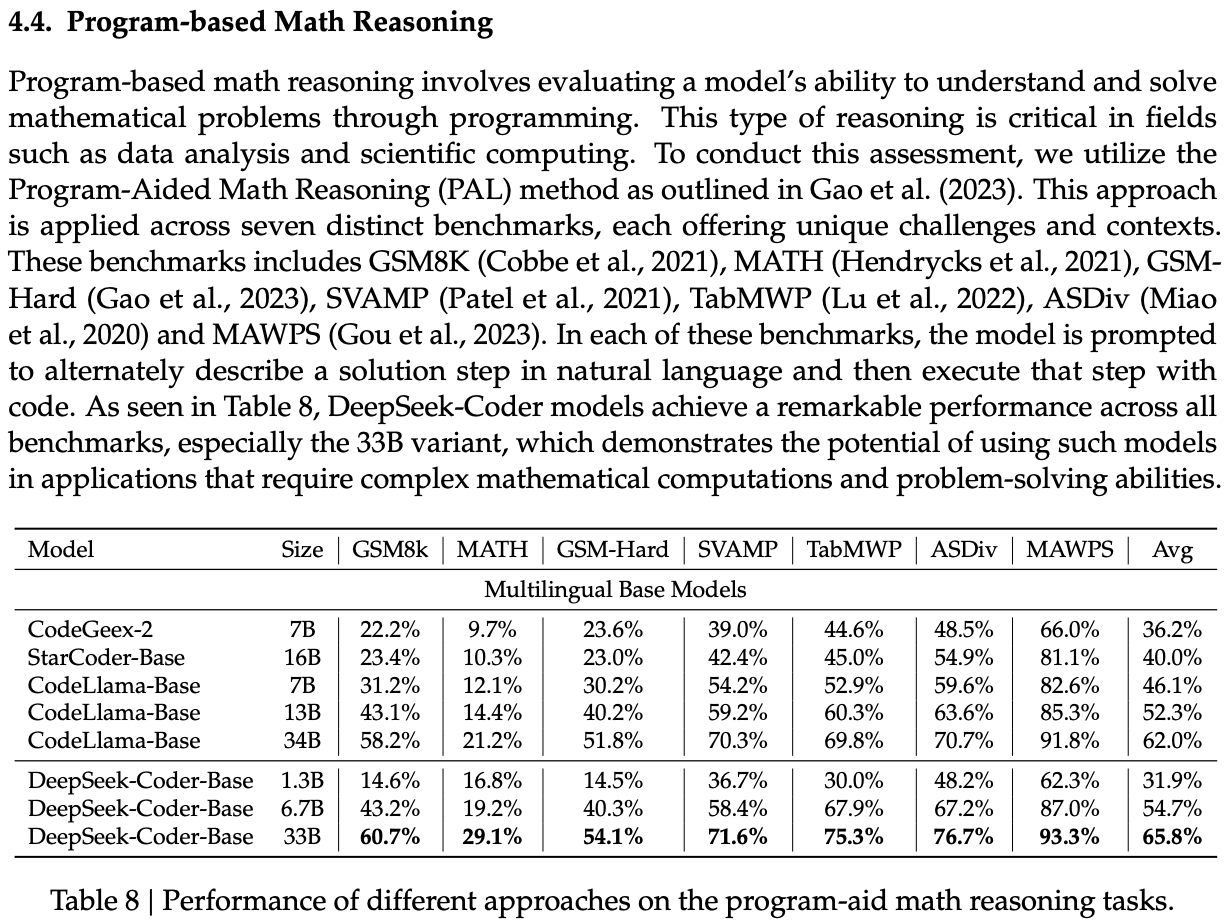 4.4. Program-based Math Reasoning
Program-based math reasoning involves evaluating a model's ability to understand and solve
mathematical problems through programming. This type of reasoning is critical in fields
such as data analysis and scientific computing. To conduct this assessment, we utilize the
Program-Aided Math Reasoning (PAL) method as outlined in Gao et al. (2023). This approach
is applied across seven distinct benchmarks, each offering unique challenges and contexts.
These benchmarks includes GSM8K (Cobbe et al., 2021), MATH (Hendrycks et al., 2021), GSM-
Hard (Gao et al., 2023), SVAMP (Patel et al., 2021), TabMWP (Lu et al., 2022), ASDiv (Miao
et al., 2020) and MAWPS (Gou et al., 2023). In each of these benchmarks, the model is prompted
to alternately describe a solution step in natural language and then execute that step with
code. As seen in Table 8, DeepSeek-Coder models achieve a remarkable performance across all
benchmarks, especially the 33B variant, which demonstrates the potential of using such models
in applications that require complex mathematical computations and problem-solving abilities.
Model Size GSM8k MATH GSM-Hard SVAMP TabMWP ASDiv MAWPS Avg
Multilingual Base Models
CodeGeex-2 7B 22.2% 9.7% 23.6% 39.0% 44.6% 48.5% 66.0% 36.2%
StarCoder-Base 16B 23.4% 10.3% 23.0% 42.4% 45.0% 54.9% 81.1% 40.0%
CodeLlama-Base 7B 31.2% 12.1% 30.2% 54.2% 52.9% 59.6% 82.6% 46.1%
CodeLlama-Base 13B 43.1% 14.4% 40.2% 59.2% 60.3% 63.6% 85.3% 52.3%
CodeLlama-Base 34B 58.2% 21.2% 51.8% 70.3% 69.8% 70.7% 91.8% 62.0%
DeepSeek-Coder-Base 1.3B 14.6% 16.8% 14.5% 36.7% 30.0% 48.2% 62.3% 31.9%
DeepSeek-Coder-Base 6.7B 43.2% 19.2% 40.3% 58.4% 67.9% 67.2% 87.0% 54.7%
DeepSeek-Coder-Base 33B 60.7% 29.1% 54.1% 71.6% 75.3% 76.7% 93.3% 65.8%
Table 8 | Performance of different approaches on the program-aid math reasoning tasks.